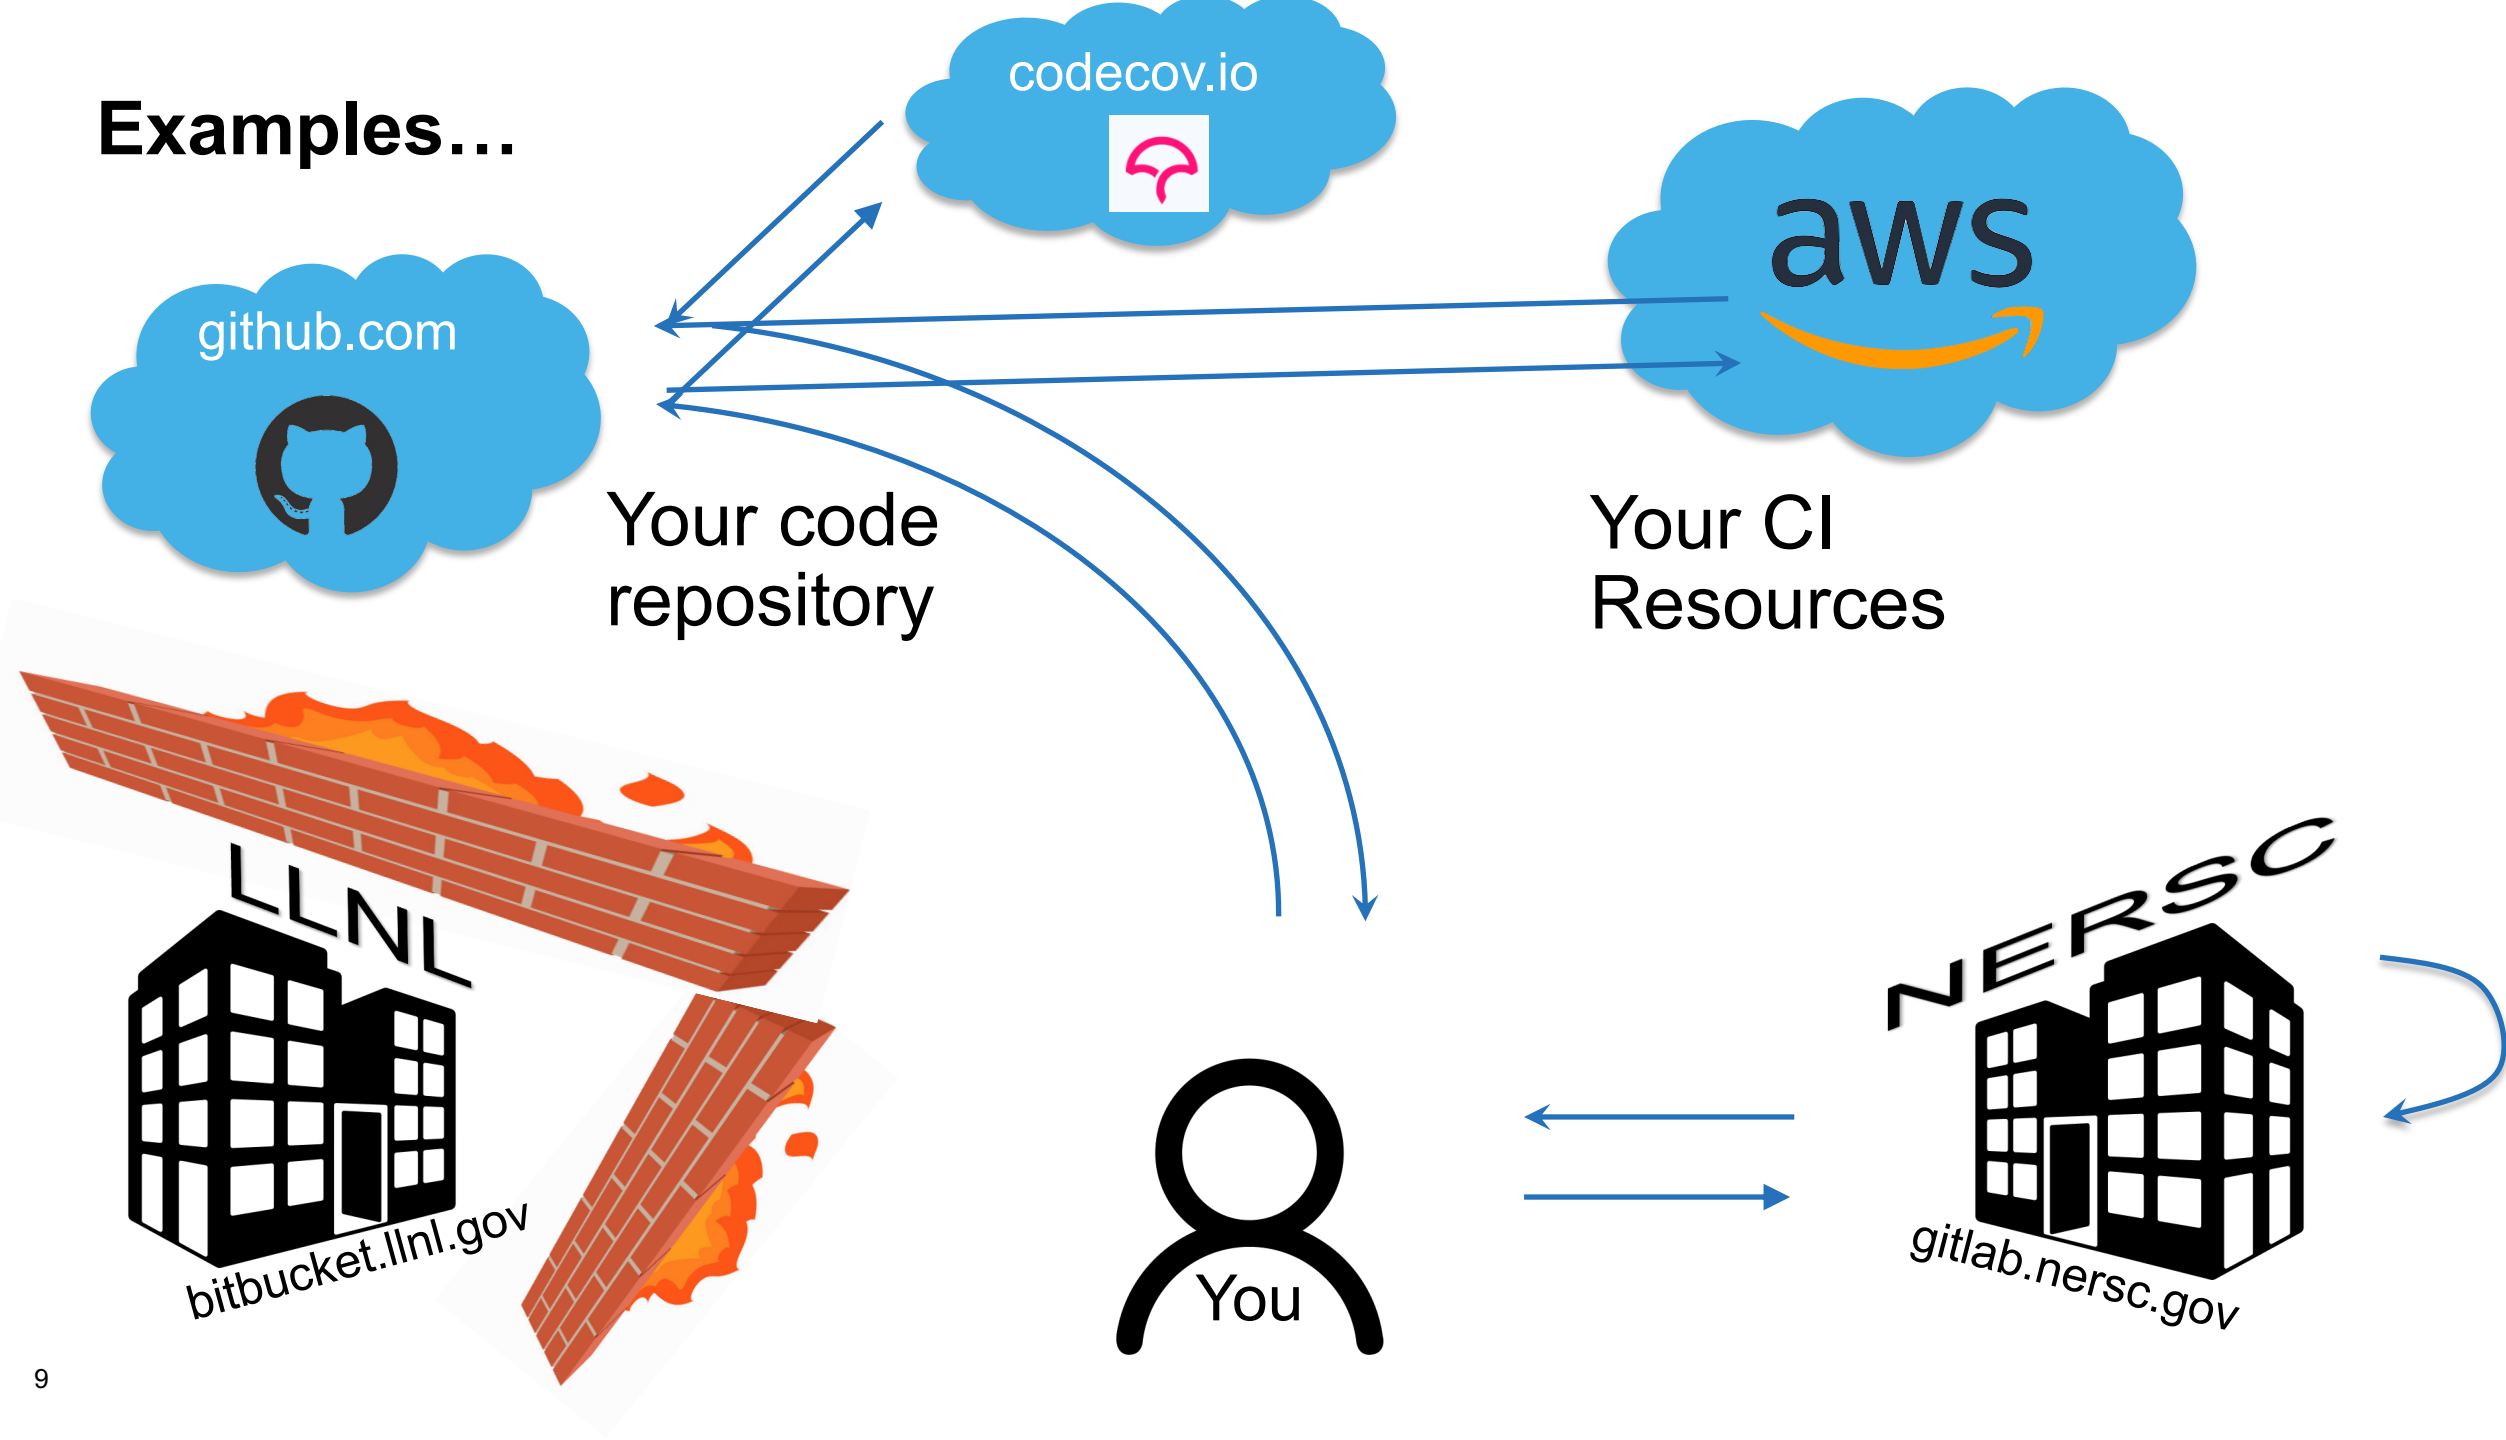 codecov.io
Examples...
aws
github.com
Your code
repository
Your CI
Resources
LLNL
NERSC
bitbucket.llnl.gov
You
gitlab.nersc.gov
9